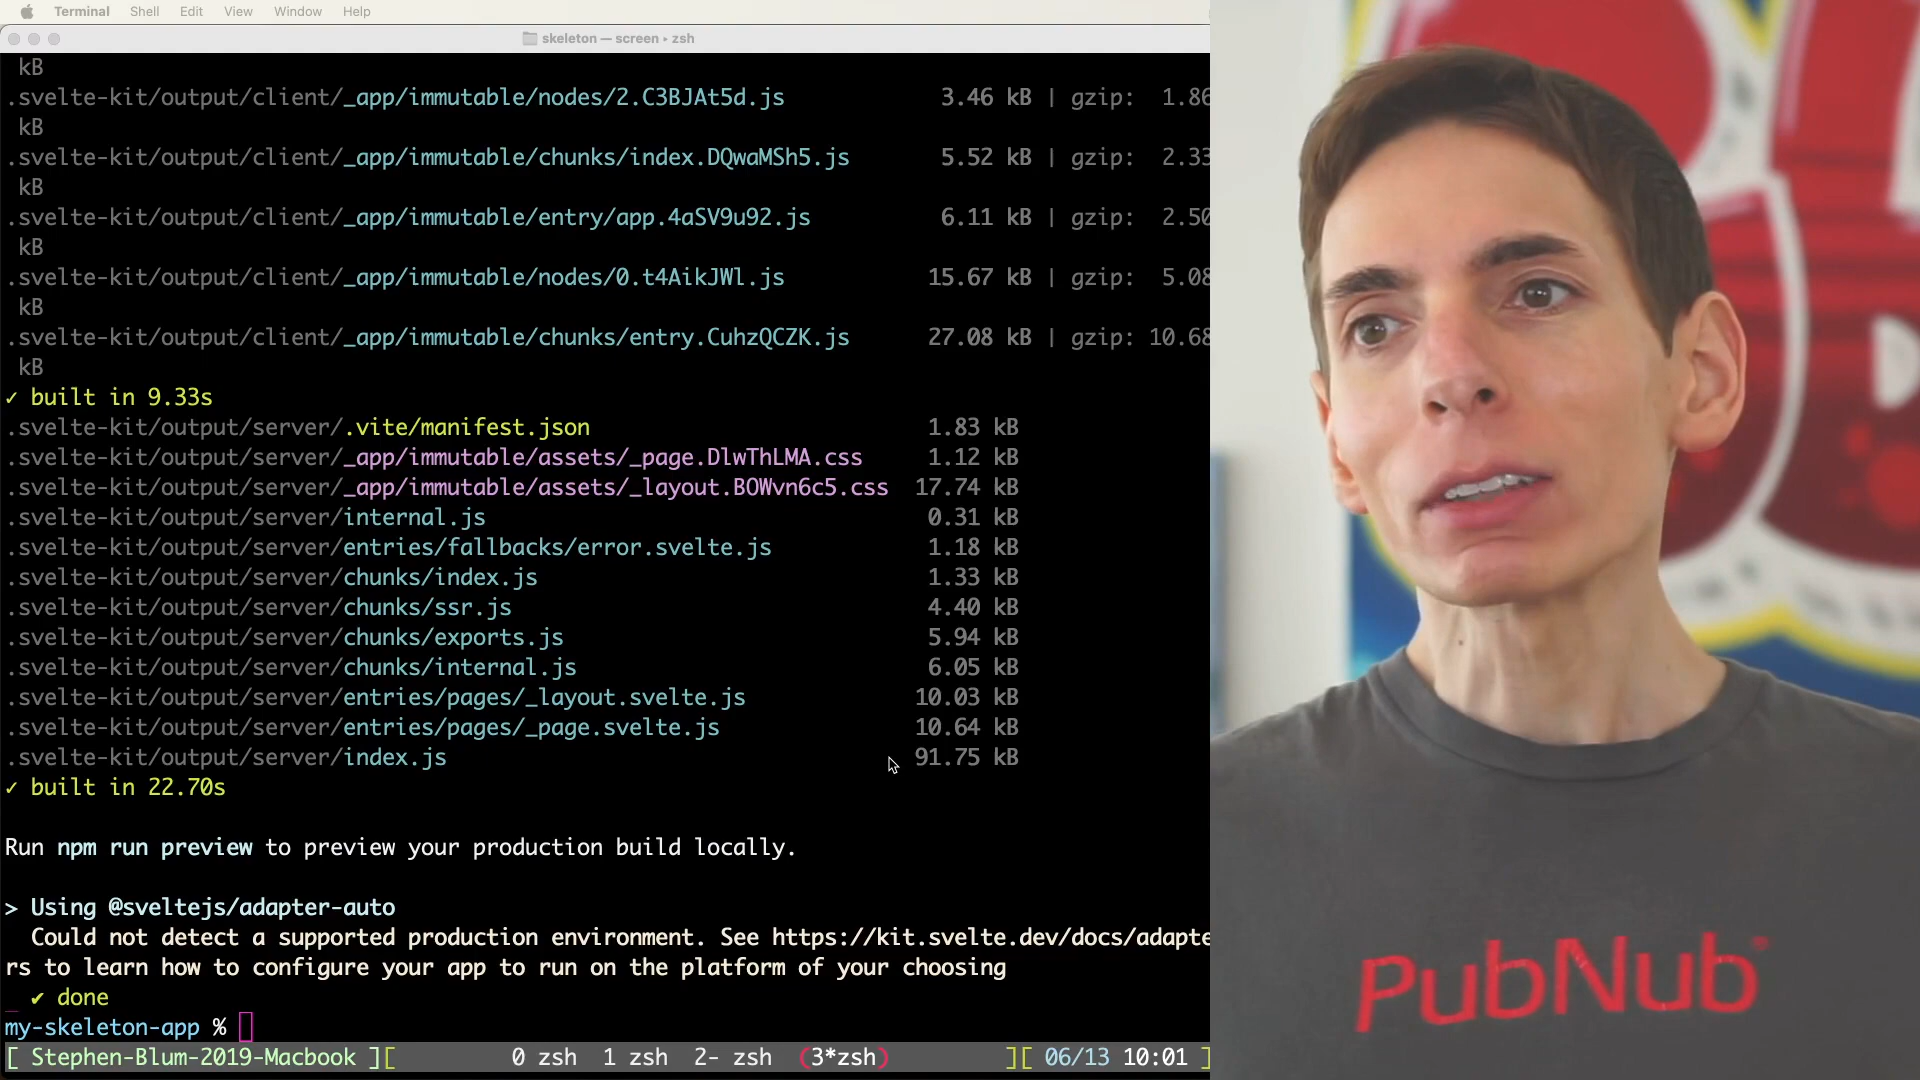 Terminal Shell Edit View Window Help
skeleton — screen ▸ zsh
kB
.svelte-kit/output/client/_app/immutable/nodes/2.C3BJAt5d.js 3.46 kB | gzip: 1.86
kB
.svelte-kit/output/client/_app/immutable/chunks/index.DQwaMSh5.js 5.52 kB | gzip: 2.33
kB
.svelte-kit/output/client/_app/immutable/entry/app.4aSV9u92.js 6.11 kB | gzip: 2.50
kB
.svelte-kit/output/client/_app/immutable/nodes/0.t4AikJWl.js 15.67 kB | gzip: 5.08
kB
.svelte-kit/output/client/_app/immutable/chunks/entry.CuhzQCZK.js 27.08 kB | gzip: 10.68
kB
✓ built in 9.33s
.svelte-kit/output/server/.vite/manifest.json 1.83 kB
.svelte-kit/output/server/_app/immutable/assets/_page.DlwThLMA.css 1.12 kB
.svelte-kit/output/server/_app/immutable/assets/_layout.BOWvn6c5.css 17.74 kB
.svelte-kit/output/server/internal.js 0.31 kB
.svelte-kit/output/server/entries/fallbacks/error.svelte.js 1.18 kB
.svelte-kit/output/server/chunks/index.js 1.33 kB
.svelte-kit/output/server/chunks/ssr.js 4.40 kB
.svelte-kit/output/server/chunks/exports.js 5.94 kB
.svelte-kit/output/server/chunks/internal.js 6.05 kB
.svelte-kit/output/server/entries/pages/_layout.svelte.js 10.03 kB
.svelte-kit/output/server/entries/pages/_page.svelte.js 10.64 kB
.svelte-kit/output/server/index.js 91.75 kB
✓ built in 22.70s
Run npm run preview to preview your production build locally.
> Using @sveltejs/adapter-auto
Could not detect a supported production environment. See https://kit.svelte.dev/docs/adapte
rs to learn how to configure your app to run on the platform of your choosing
✔ done
my-skeleton-app %
[ Stephen-Blum-2019-Macbook ][ 0 zsh 1 zsh 2- zsh (3*zsh) ][ 06/13 10:01 ]
PubNub